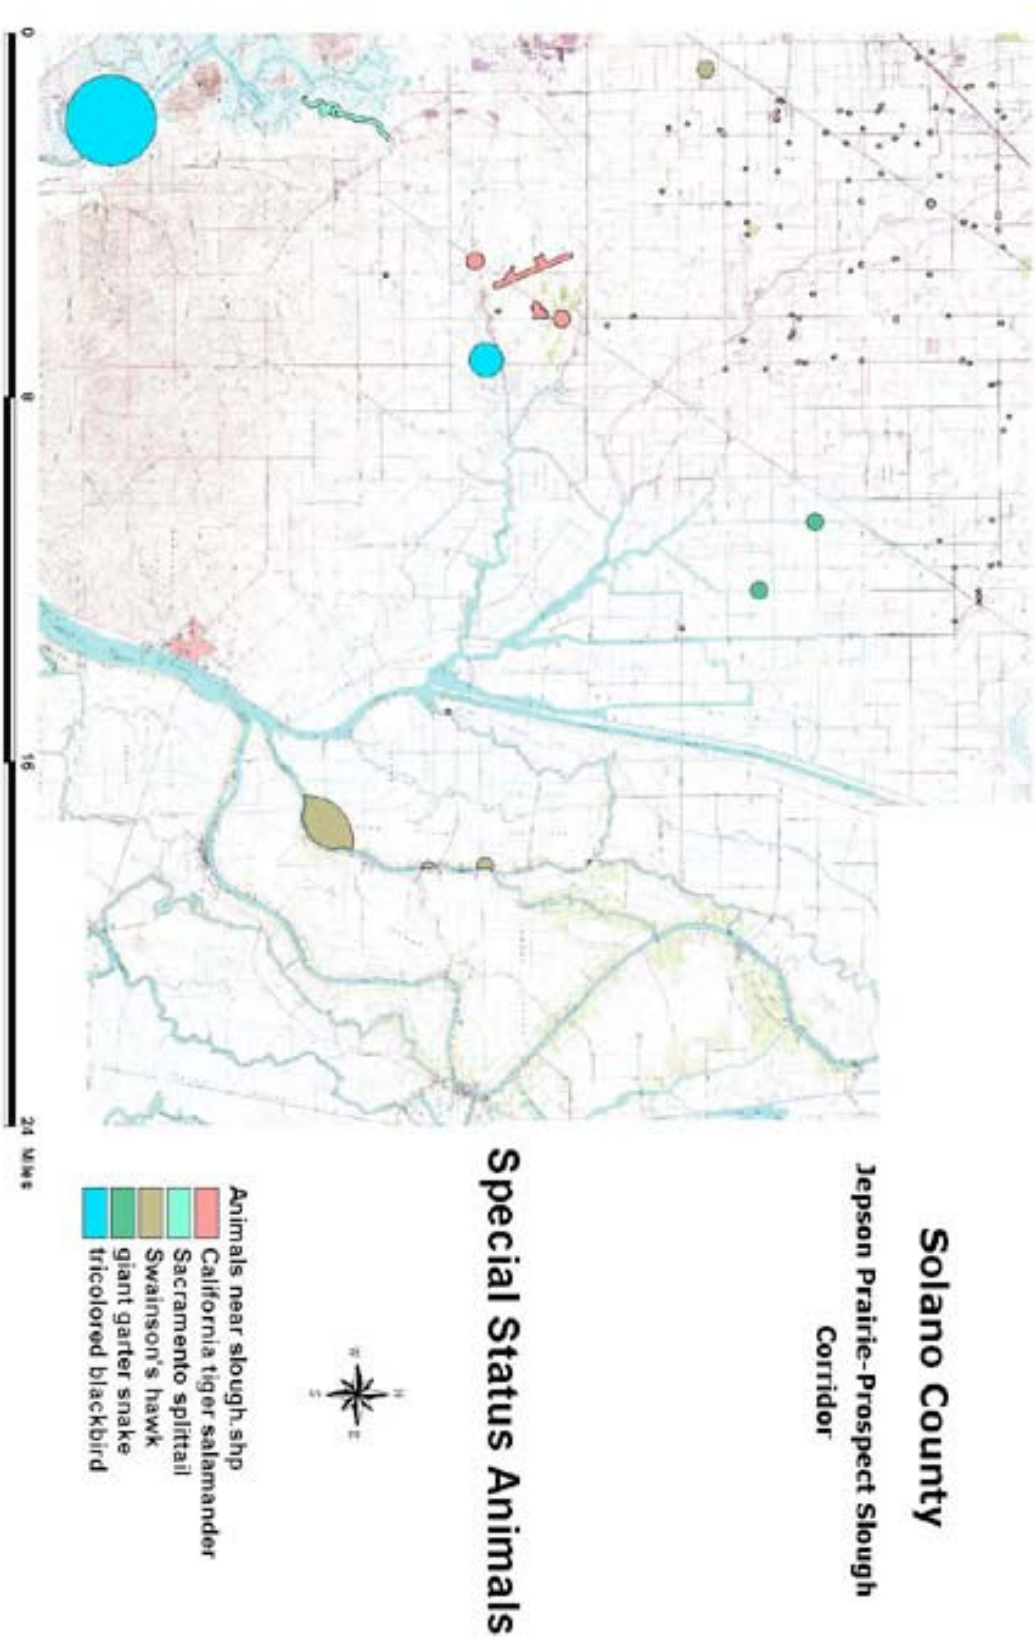 Solano County
Jepson Prairie-Prospect Slough
Corridor
Special Status Animals
N
W
E
S
Animals near slough.shp
California tiger salamander
Sacramento splittail
Swainson's hawk
giant garter snake
tricolored blackbird
0
8
16
24 Miles